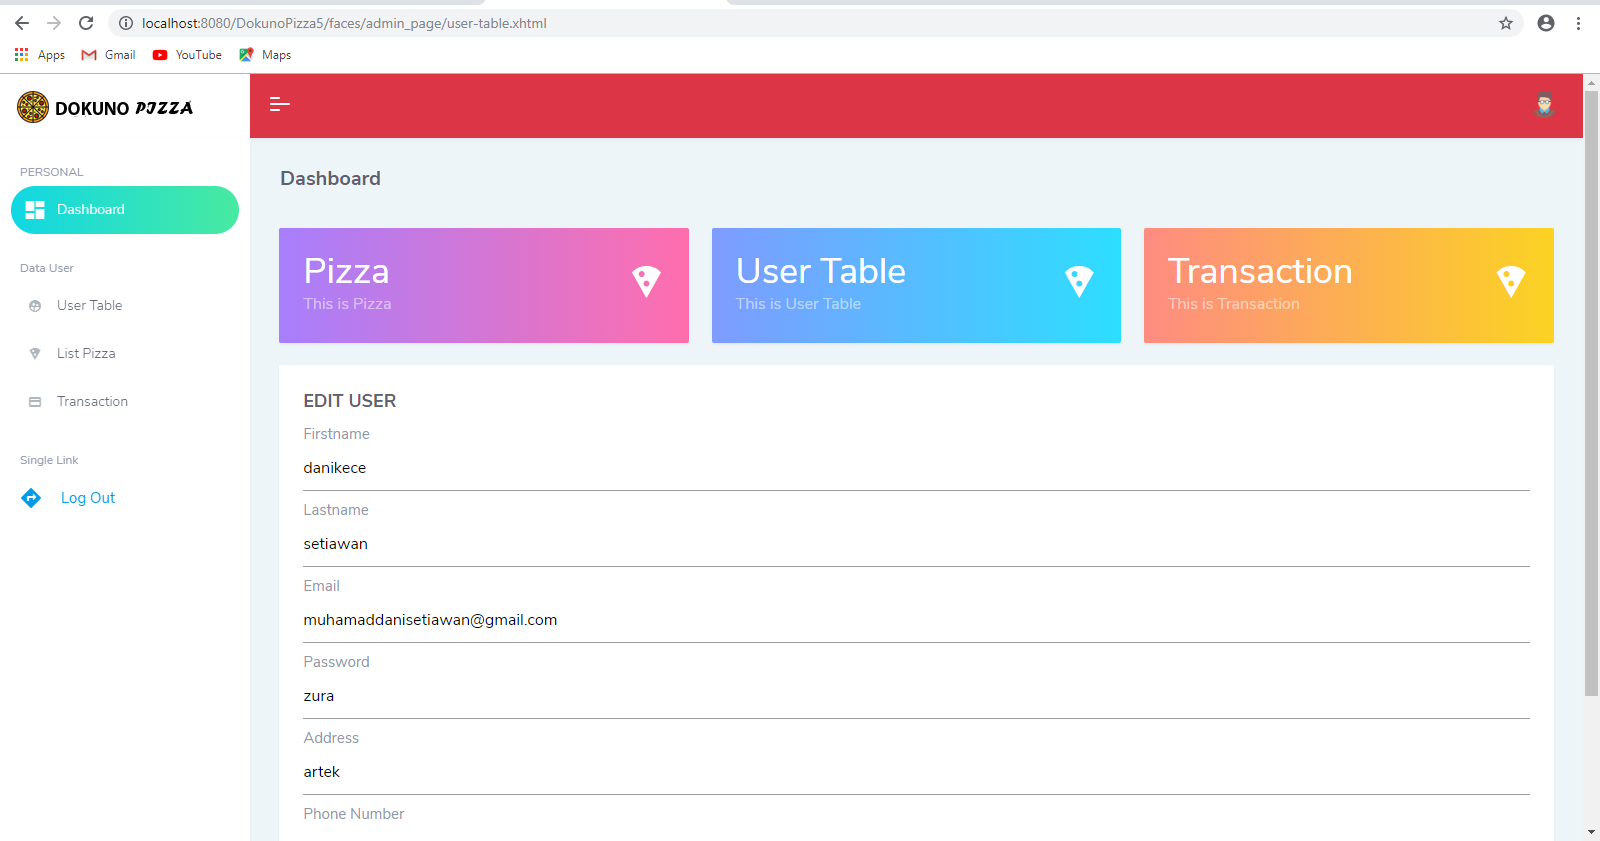 localhost:8080/DokunoPizza5/faces/admin_page/user-table.xhtml
Apps Gmail YouTube Maps
DOKUNO PIZZA
PERSONAL
Dashboard
Data User
User Table
List Pizza
Transaction
Single Link
Log Out
Dashboard
Pizza
This is Pizza
User Table
This is User Table
Transaction
This is Transaction
EDIT USER
Firstname
danikece
Lastname
setiawan
Email
muhamaddanisetiawan@gmail.com
Password
zura
Address
artek
Phone Number